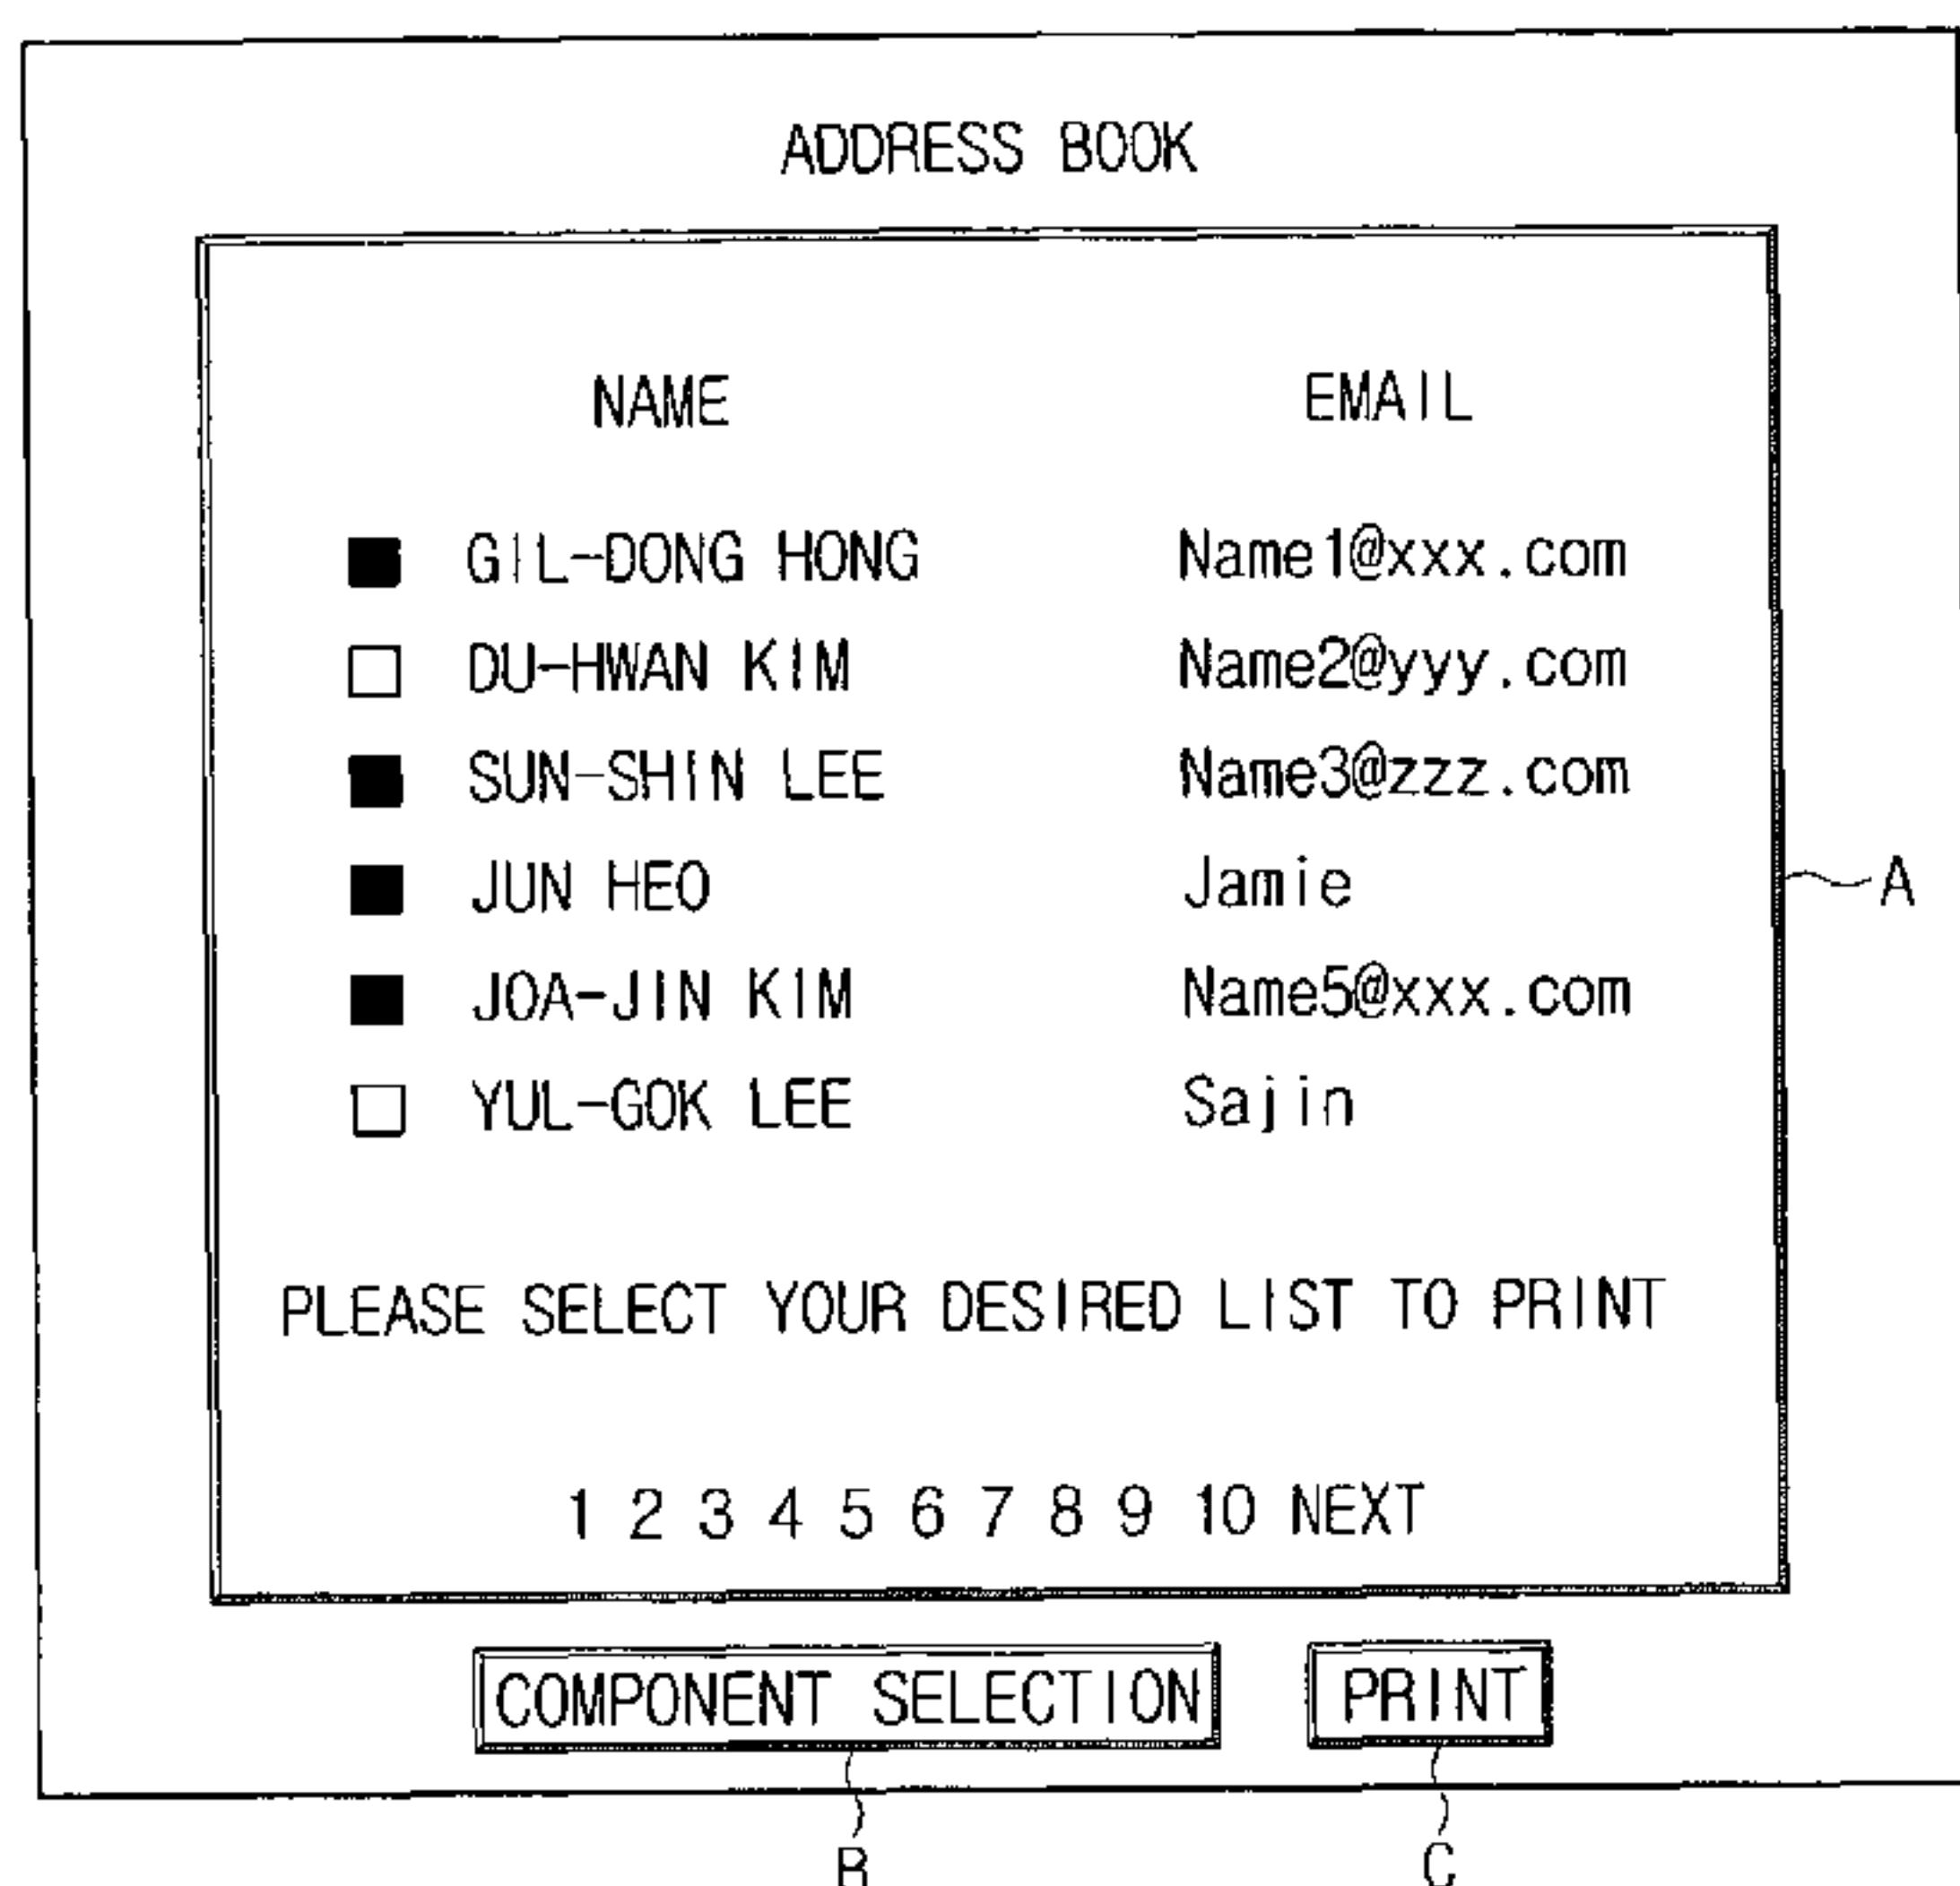 ADDRESS BOOK
NAME EMAIL
GIL-DONG HONG Name1@xxx.com
DU-HWAN KIM Name2@yyy.com
SUN-SHIN LEE Name3@zzz.com
JUN HEO Jamie
A
JOA-JIN KIM Name5@xxx.com
YUL-GOK LEE Sajin
PLEASE SELECT YOUR DESIRED LIST TO PRINT
1 2 3 4 5 6 7 8 9 10 NEXT
COMPONENT SELECTION PRINT
B C